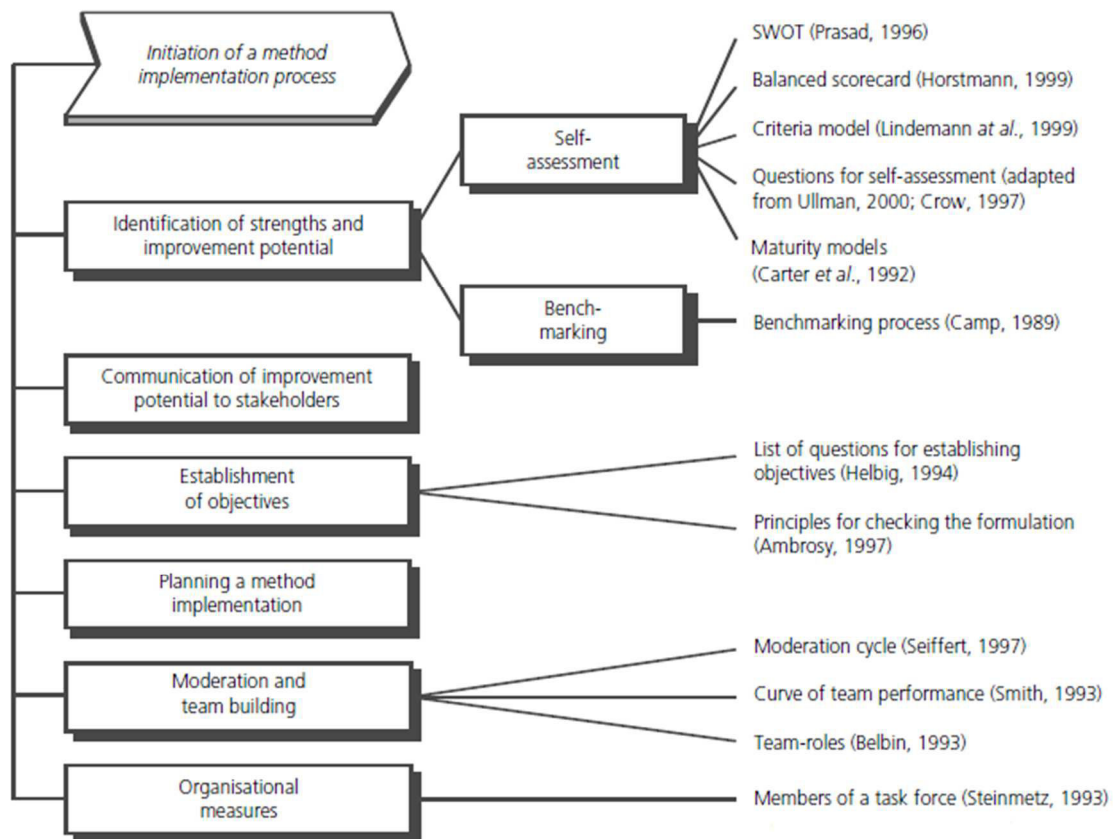 Initiation of a method
implementation process
Identification of strengths and
improvement potential
Self-
assessment
SWOT (Prasad, 1996)
Balanced scorecard (Horstmann, 1999)
Criteria model (Lindemann at al., 1999)
Questions for self-assessment (adapted
from Ullman, 2000; Crow, 1997)
Maturity models
(Carter et al., 1992)
Bench-
marking
Benchmarking process (Camp, 1989)
Communication of improvement
potential to stakeholders
Establishment
of objectives
List of questions for establishing
objectives (Helbig, 1994)
Principles for checking the formulation
(Ambrosy, 1997)
Planning a method
implementation
Moderation and
team building
Moderation cycle (Seiffert, 1997)
Curve of team performance (Smith, 1993)
Team-roles (Belbin, 1993)
Organisational
measures
Members of a task force (Steinmetz, 1993)